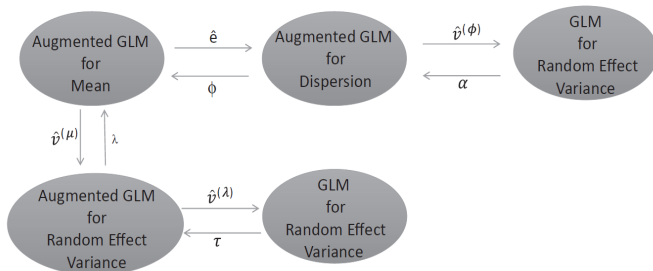 Augmented GLM
for
Mean
ê
ϕ
Augmented GLM
for
Dispersion
v̂^(ϕ)
α
GLM
for
Random Effect
Variance
v̂^(μ)
λ
Augmented GLM
for
Random Effect
Variance
v̂^(λ)
τ
GLM
for
Random Effect
Variance